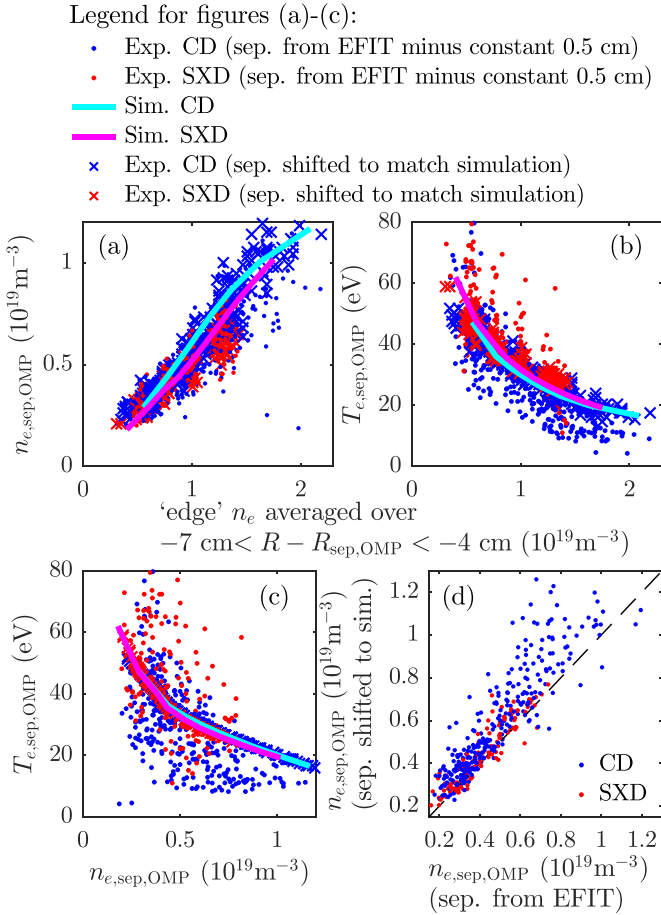 Legend for figures (a)-(c):
Exp. CD (sep. from EFIT minus constant 0.5 cm)
Exp. SXD (sep. from EFIT minus constant 0.5 cm)
Sim. CD
Sim. SXD
Exp. CD (sep. shifted to match simulation)
Exp. SXD (sep. shifted to match simulation)
(a)
n_{e,sep,OMP} (10^{19}m^{-3})
1
0.5
0
0 1 2
(b)
T_{e,sep,OMP} (eV)
80
60
40
20
0
0 1 2
'edge' n_e averaged over
−7 cm< R − R_{sep,OMP} < −4 cm (10^{19}m^{-3})
(c)
T_{e,sep,OMP} (eV)
80
60
40
20
0
0 0.5 1
n_{e,sep,OMP} (10^{19}m^{-3})
(d)
n_{e,sep,OMP} (10^{19}m^{-3})
(sep. shifted to sim.)
1.2
1
0.8
0.6
0.4
0.2
CD
SXD
0.2 0.4 0.6 0.8 1 1.2
n_{e,sep,OMP} (10^{19}m^{-3})
(sep. from EFIT)